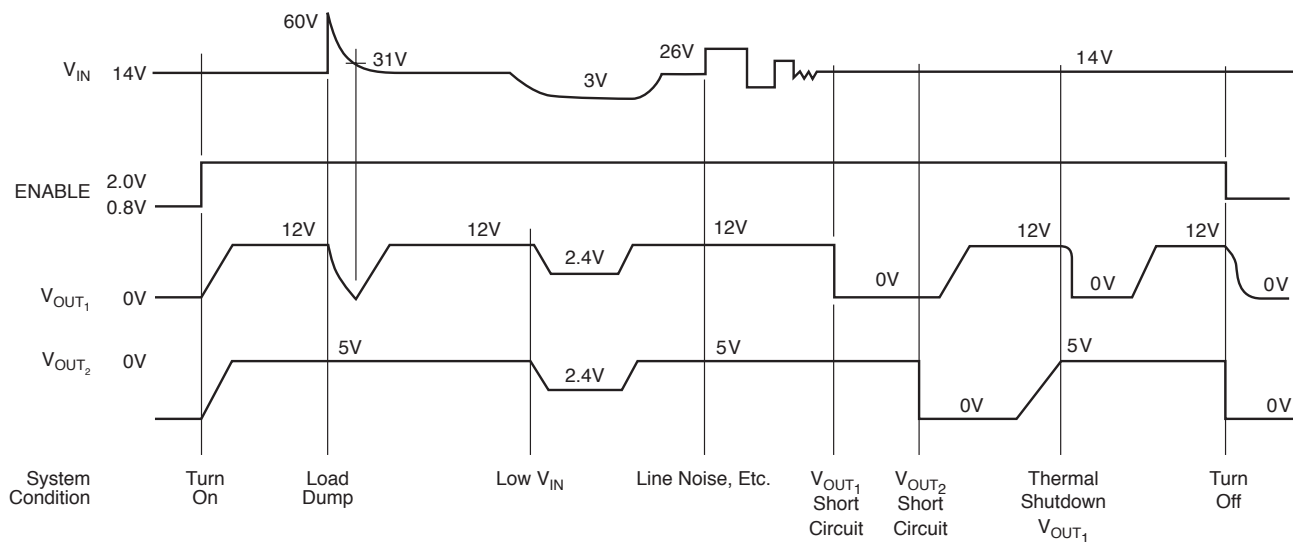 60V
31V
26V
V_IN 14V
3V
14V
ENABLE 2.0V
0.8V
12V 12V 12V 12V 12V
2.4V
V_OUT1 0V 0V 0V 0V
V_OUT2 0V 5V 5V 5V
2.4V
0V 0V
System Condition
Turn On
Load Dump
Low V_IN
Line Noise, Etc.
V_OUT1 Short Circuit
V_OUT2 Short Circuit
Thermal Shutdown V_OUT1
Turn Off